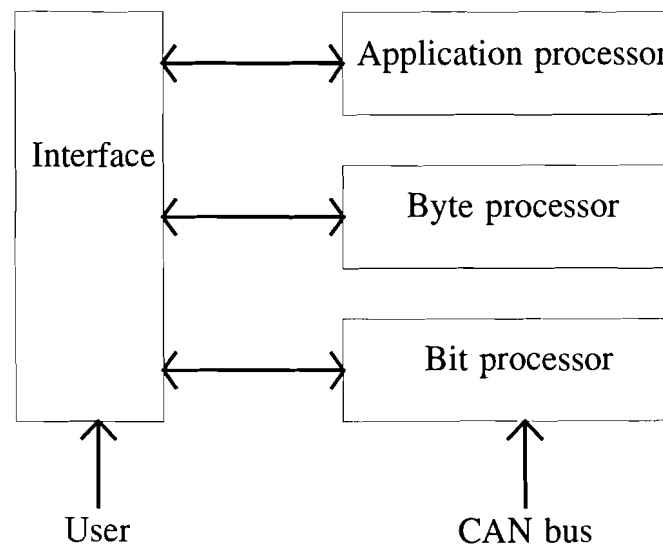 Application processor
Interface
Byte processor
Bit processor
User
CAN bus